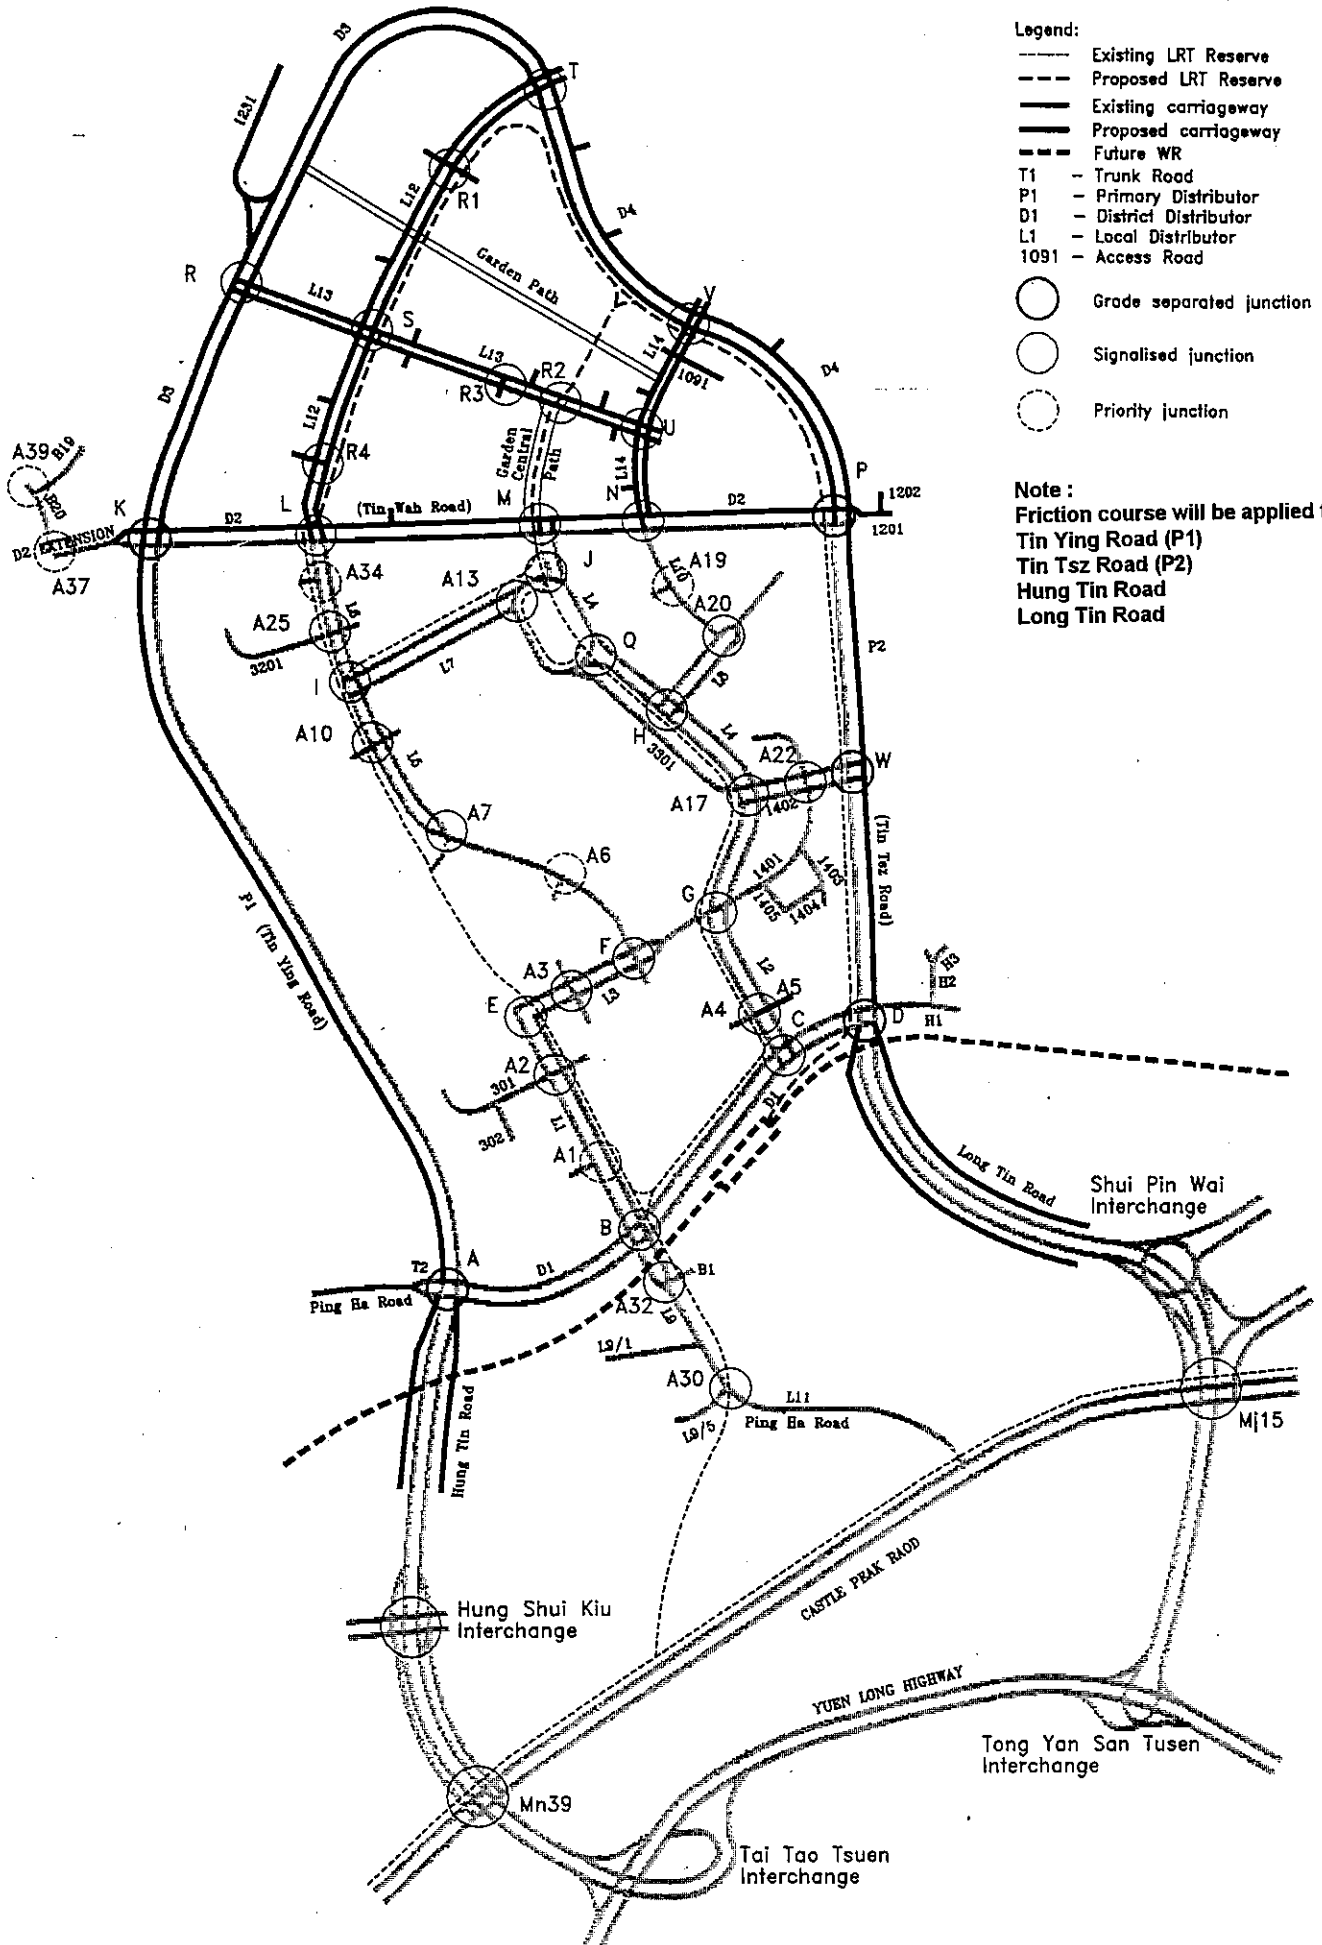 Legend:
Existing LRT Reserve
Proposed LRT Reserve
Existing carriageway
Proposed carriageway
Future WR
T1 – Trunk Road
P1 – Primary Distributor
D1 – District Distributor
L1 – Local Distributor
1091 – Access Road
Grade separated junction
Signalised junction
Priority junction
Note :
Friction course will be applied
Tin Ying Road (P1)
Tin Tsz Road (P2)
Hung Tin Road
Long Tin Road
D3
T
1231
R1
L12
D4
Garden Path
R
L13
S
V
L14
1091
D4
L13
R3
R2
D3
L12
U
A39
B19
R4
Garden
Central
Path
L14
B20
K
D2
L
(Tin Wah Road)
M
N
D2
P
1202
1201
D2 EXTENSION
A37
A34
A13
J
L10
A19
L6
L4
A20
A25
3201
Q
P2
L7
L8
I
A10
H
L4
3301
A22
W
L6
A17
1402
A7
(Tin Tsz Road)
A6
1401
1403
G
1405
1404
P1 (Tin Ying Road)
F
A3
L3
L2
H3
H2
E
A4
A5
C
D
H1
A2
301
D1
L1
302
A1
Long Tin Road
Shui Pin Wai
Interchange
B
A
T2
D1
B1
Ping Ha Road
A32
L9
L9/1
A30
L11
Ping Ha Road
L9/5
Mj15
Hung Tin Road
CASTLE PEAK RAOD
Hung Shui Kiu
Interchange
YUEN LONG HIGHWAY
Tong Yan San Tusen
Interchange
Mn39
Tai Tao Tsuen
Interchange